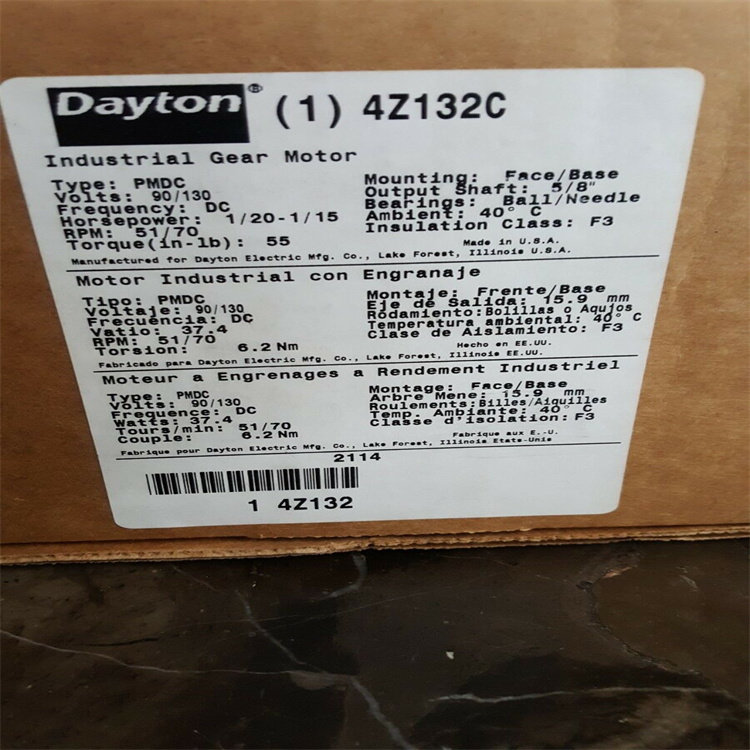 Dayton® (1) 4Z132C
Industrial Gear Motor
Type: PMDC
Volts: 90/130
Frequency: DC
Horsepower: 1/20-1/15
RPM: 51/70
Torque(in-lb): 55
Mounting: Face/Base
Output Shaft: 5/8"
Bearings: Ball/Needle
Ambient: 40° C
Insulation Class: F3
Made in U.S.A.
Manufactured for Dayton Electric Mfg. Co., Lake Forest, Illinois U.S.A.
Motor Industrial con Engranaje
Tipo: PMDC
Voltaje: 90/130
Frecuencia: DC
Vatio: 37.4
RPM: 51/70
Torsion: 6.2 Nm
Montaje: Frente/Base
Eje de Salida: 15.9 mm
Rodamiento: Bolillas o Aqujos
Temperatura ambiental: 40° C
Clase de Aislamiento: F3
Hecho en EE.UU.
Fabricado para Dayton Electric Mfg. Co., Lake Forest, Illinois EE.UU.
Moteur a Engrenages a Rendement Industriel
Type: PMDC
Volts: 90/130
Frequence: DC
Watts: 37.4
Tours/min: 51/70
Couple: 6.2 Nm
Montage: Face/Base
Arbre Mene: 15.9 mm
Roulements: Billes/Aiquilles
Temp. Ambiante: 40° C
Classe d'isolation: F3
Fabrique aux E.-U.
Fabrique pour Dayton Electric Mfg. Co., Lake Forest, Illinois Etats-Unis
2114
1 4Z132